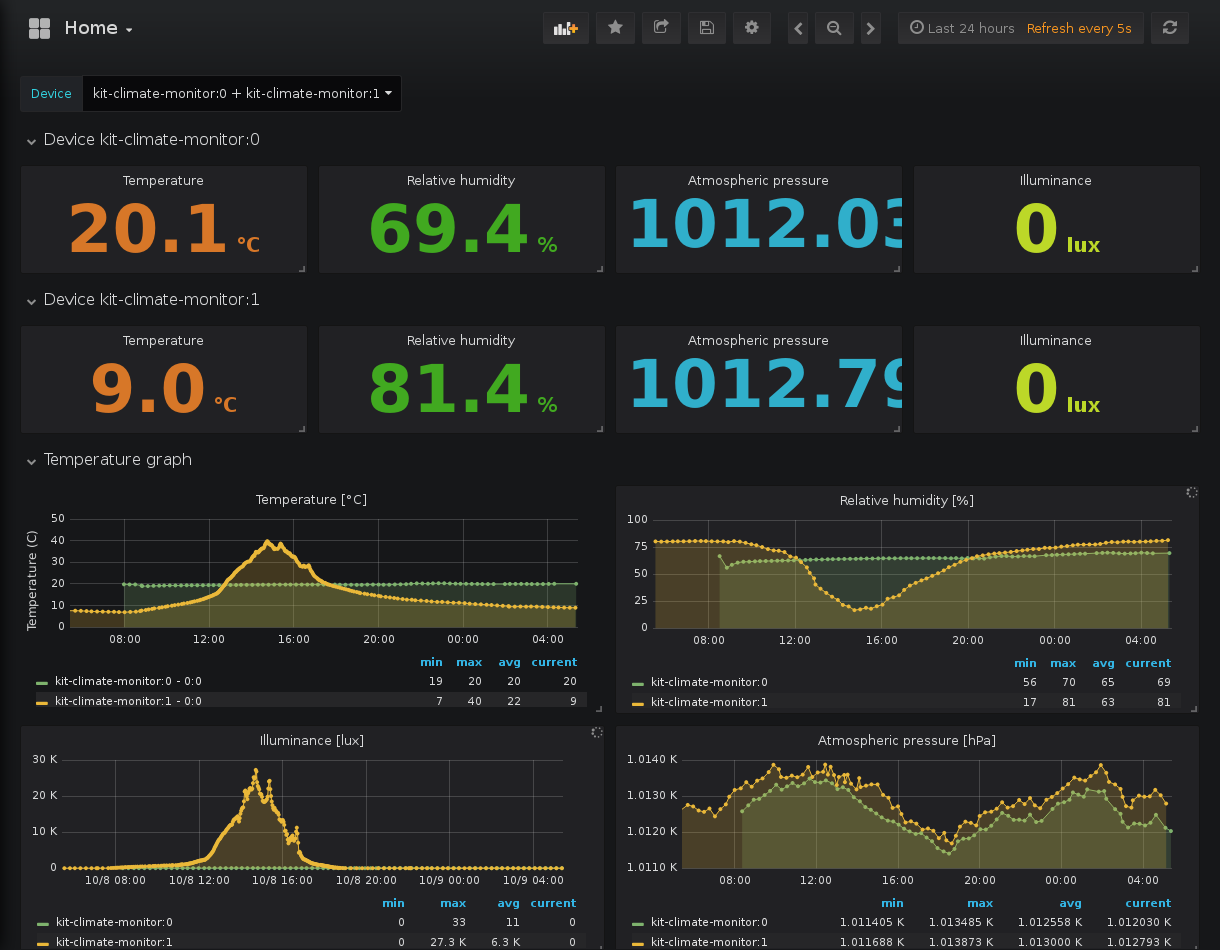 Home
Last 24 hours Refresh every 5s
Device kit-climate-monitor:0 + kit-climate-monitor:1
Device kit-climate-monitor:0
Temperature Relative humidity Atmospheric pressure Illuminance
20.1 °C 69.4 % 1012.03 0 lux
Device kit-climate-monitor:1
Temperature Relative humidity Atmospheric pressure Illuminance
9.0 °C 81.4 % 1012.79 0 lux
Temperature graph
Temperature [°C]
Temperature (C)
50
40
30
20
10
0
08:00 12:00 16:00 20:00 00:00 04:00
min max avg current
kit-climate-monitor:0 - 0:0 19 20 20 20
kit-climate-monitor:1 - 0:0 7 40 22 9
Relative humidity [%]
100
75
50
25
0
08:00 12:00 16:00 20:00 00:00 04:00
min max avg current
kit-climate-monitor:0 56 70 65 69
kit-climate-monitor:1 17 81 63 81
Illuminance [lux]
30 K
20 K
10 K
0
10/8 08:00 10/8 12:00 10/8 16:00 10/8 20:00 10/9 00:00 10/9 04:00
min max avg current
kit-climate-monitor:0 0 33 11 0
kit-climate-monitor:1 0 27.3 K 6.3 K 0
Atmospheric pressure [hPa]
1.0140 K
1.0130 K
1.0120 K
1.0110 K
08:00 12:00 16:00 20:00 00:00 04:00
min max avg current
kit-climate-monitor:0 1.011405 K 1.013485 K 1.012558 K 1.012030 K
kit-climate-monitor:1 1.011688 K 1.013873 K 1.013000 K 1.012793 K